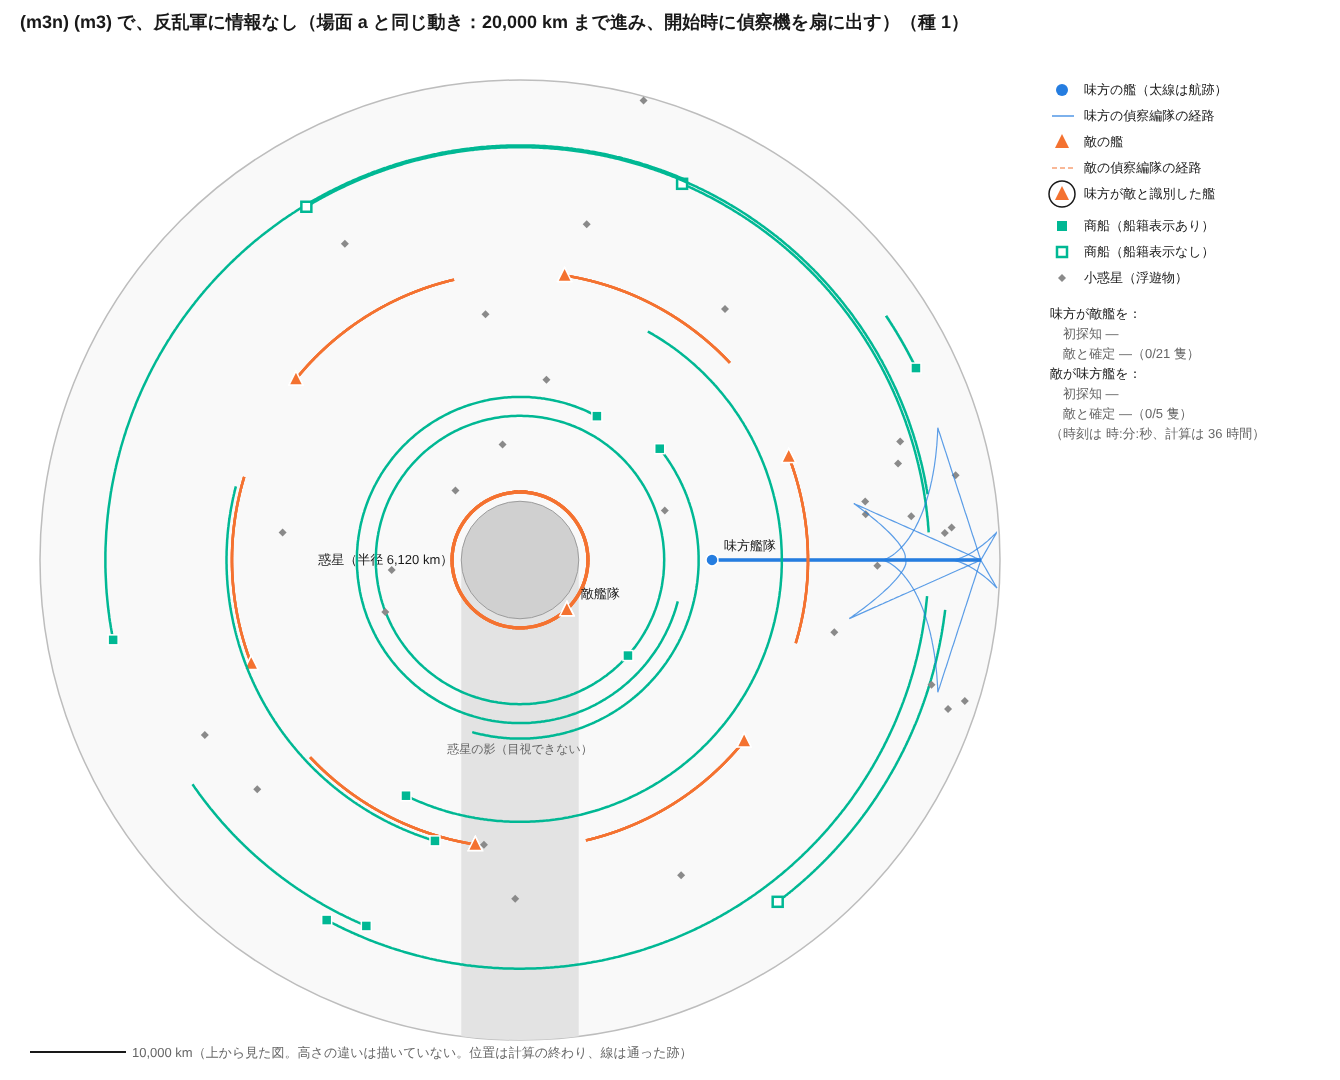 (m3n) (m3) で、反乱軍に情報なし（場面 a と同じ動き：20,000 km まで進み、開始時に偵察機を扇に出す）（種 1）
味方の艦（太線は航跡）
味方の偵察編隊の経路
敵の艦
敵の偵察編隊の経路
味方が敵と識別した艦
商船（船籍表示あり）
商船（船籍表示なし）
小惑星（浮遊物）
味方が敵艦を：
初探知 —
敵と確定 —（0/21 隻）
敵が味方艦を：
初探知 —
敵と確定 —（0/5 隻）
（時刻は 時:分:秒、計算は 36 時間）
味方艦隊
惑星（半径 6,120 km）
敵艦隊
惑星の影（目視できない）
10,000 km（上から見た図。高さの違いは描いていない。位置は計算の終わり、線は通った跡）